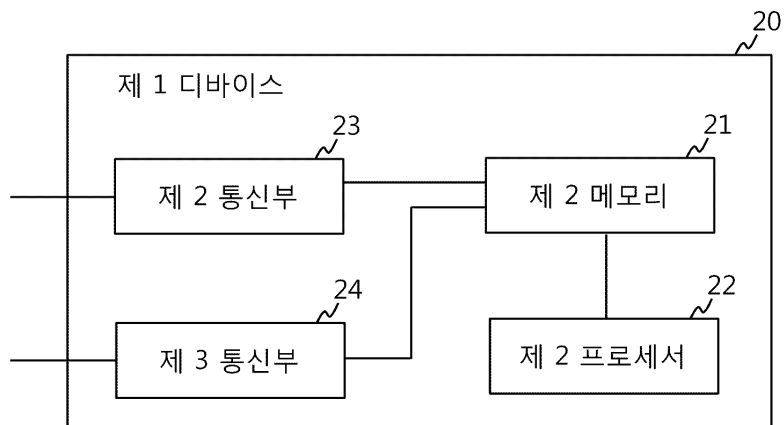 20
제 1 디바이스
23
제 2 통신부
21
제 2 메모리
24
제 3 통신부
22
제 2 프로세서